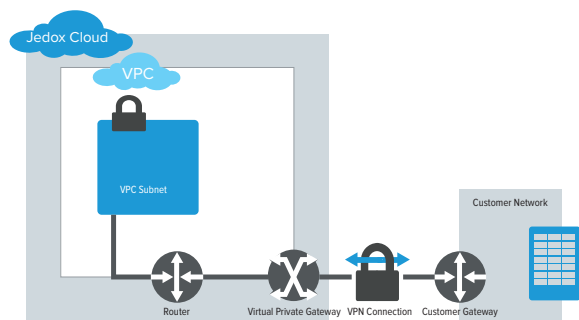 Jedox Cloud
VPC
VPC Subnet
Customer Network
Router
Virtual Private Gateway
VPN Connection
Customer Gateway